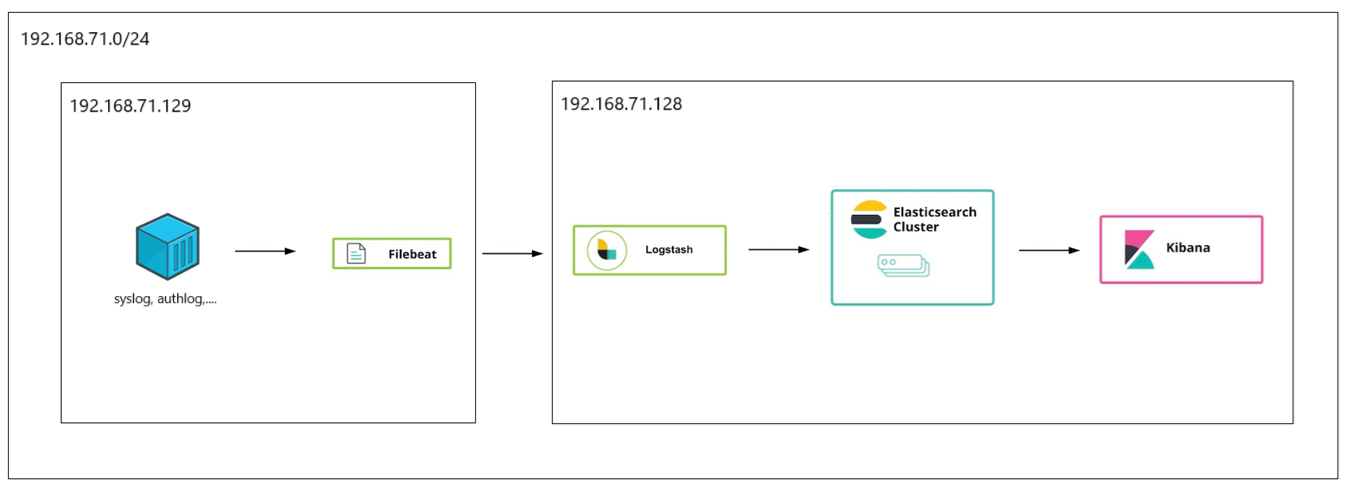 192.168.71.0/24
192.168.71.129
192.168.71.128
syslog, authlog,....
Filebeat
Logstash
Elasticsearch
Cluster
Kibana